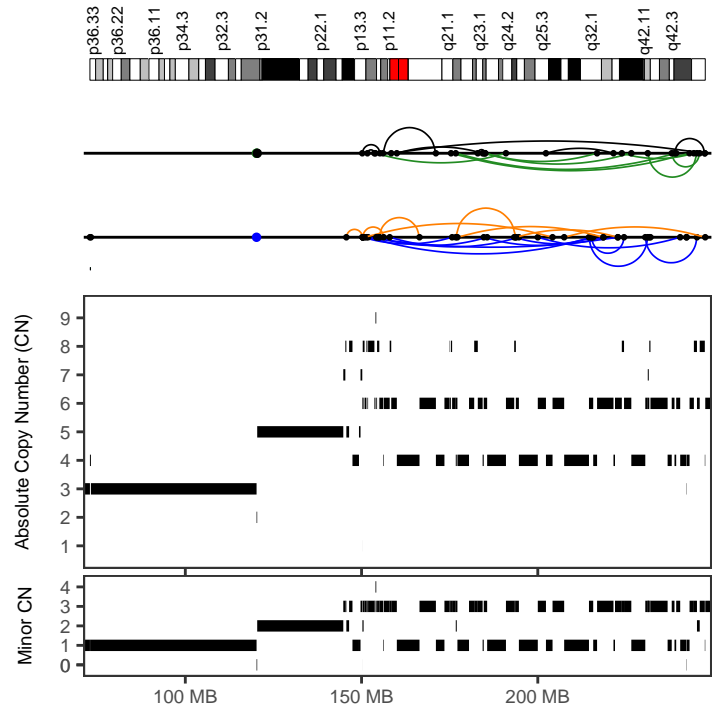 p36.33
p36.22
p36.11
p34.3
p32.3
p31.2
p22.1
p13.3
p11.2
q21.1
q23.1
q24.2
q25.3
q32.1
q42.11
q42.3
Absolute Copy Number (CN)
9
8
7
6
5
4
3
2
1
Minor CN
4
3
2
1
0
100 MB
150 MB
200 MB